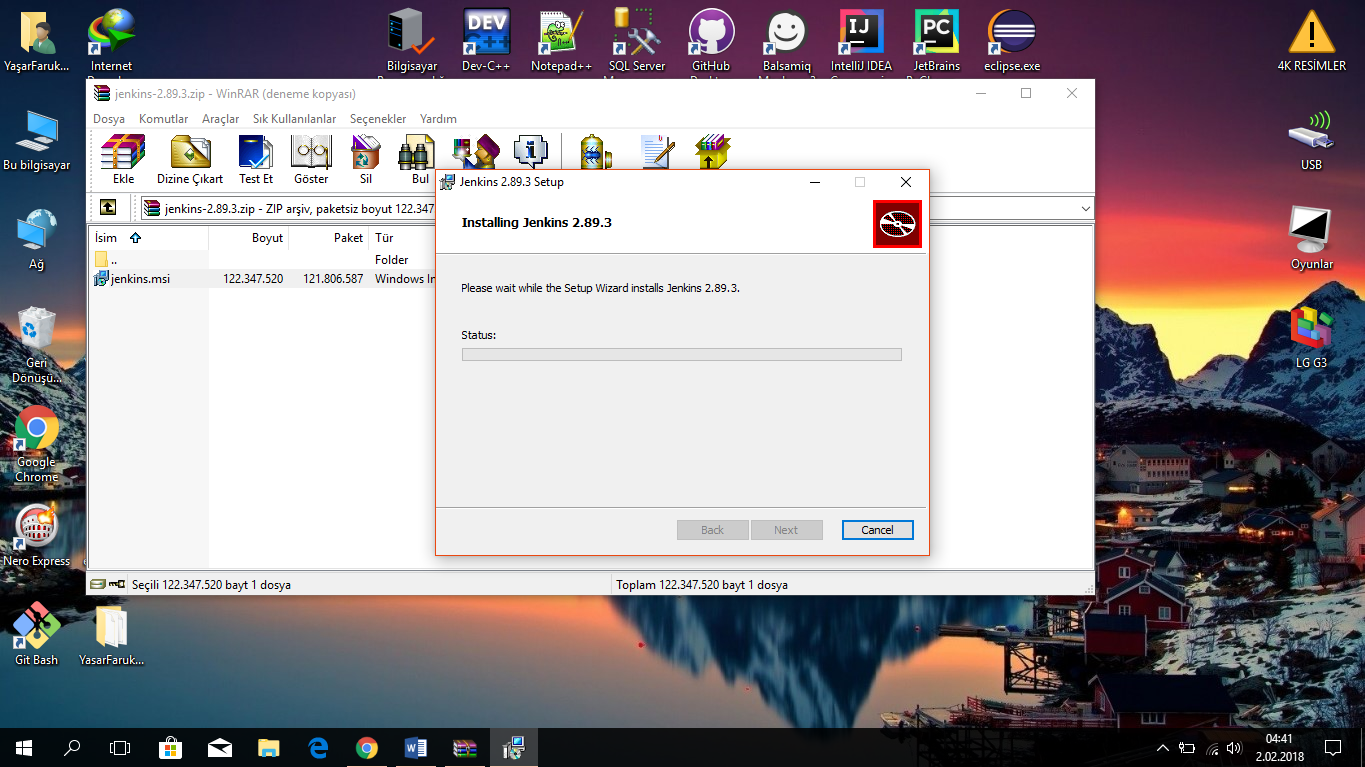 YaşarFaruk...
Internet
Bilgisayar
Dev-C++
Notepad++
SQL Server
GitHub
Balsamiq
IntelliJ IDEA
JetBrains
eclipse.exe
4K RESİMLER
DEV
C++
IJ
PC
jenkins-2.89.3.zip - WinRAR (deneme kopyası)
Dosya Komutlar Araçlar Sık Kullanılanlar Seçenekler Yardım
Ekle Dizine Çıkart Test Et Göster Sil Bul
jenkins-2.89.3.zip - ZIP arşiv, paketsiz boyut 122.347
İsim Boyut Paket Tür
.. Folder
jenkins.msi 122.347.520 121.806.587 Windows In
Jenkins 2.89.3 Setup
Installing Jenkins 2.89.3
Please wait while the Setup Wizard installs Jenkins 2.89.3.
Status:
Back Next Cancel
Seçili 122.347.520 bayt 1 dosya
Toplam 122.347.520 bayt 1 dosya
Bu bilgisayar
Ağ
Geri
Dönüşü...
Google
Chrome
Nero Express
Git Bash
YasarFaruk...
USB
Oyunlar
LG G3
04:41
2.02.2018